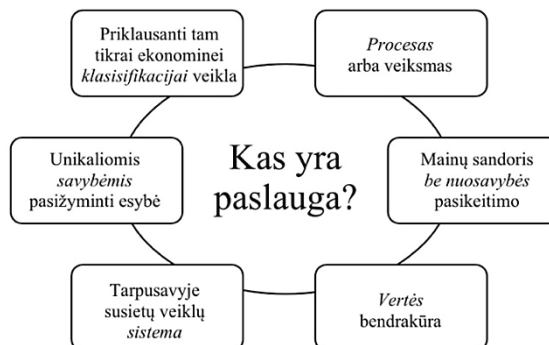 Priklausanti tam
tikrai ekonominei
klasisifikacijai veikla
Procesas
arba veiksmas
Unikaliomis
savybėmis
pasižyminti esybė
Kas yra
paslauga?
Mainų sandoris
be nuosavybės
pasikeitimo
Tarpusavyje
susietų veiklų
sistema
Vertės
bendrakūra